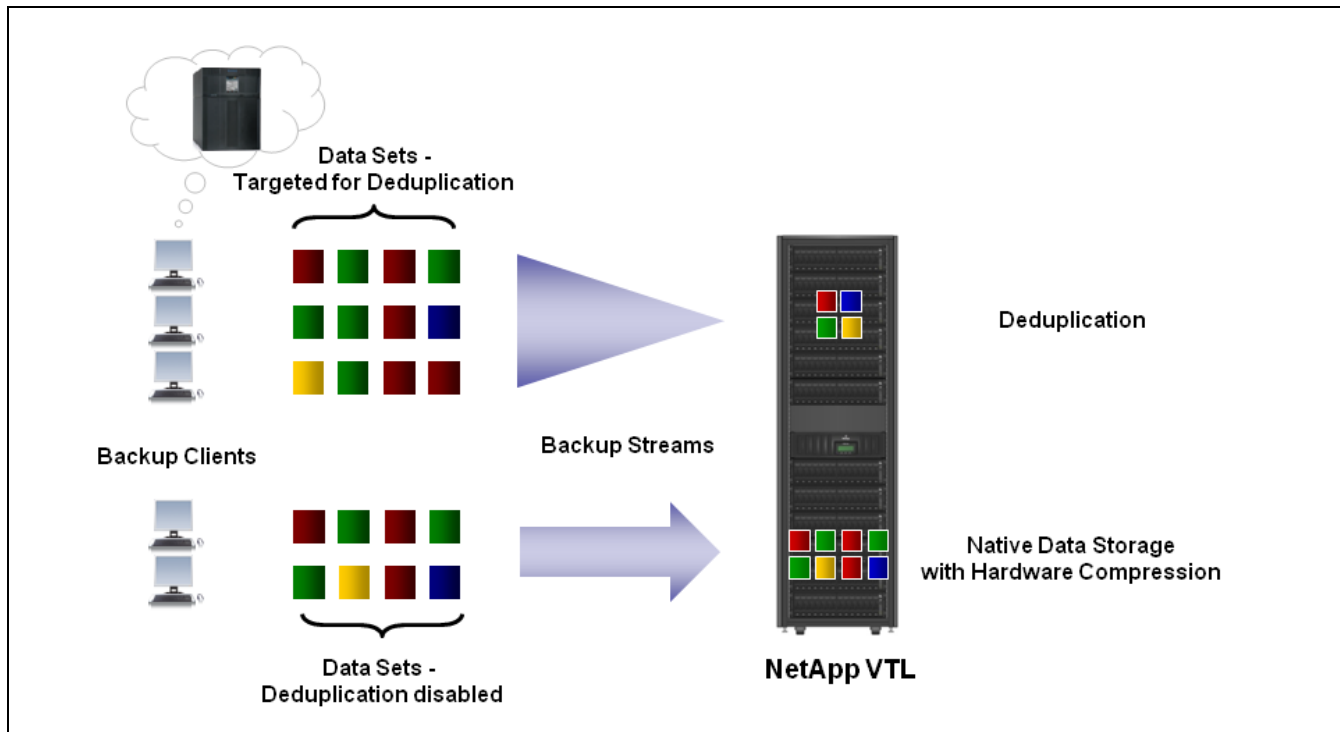 Data Sets -
Targeted for Deduplication
Deduplication
Backup Clients
Backup Streams
Native Data Storage
with Hardware Compression
Data Sets -
Deduplication disabled
NetApp VTL